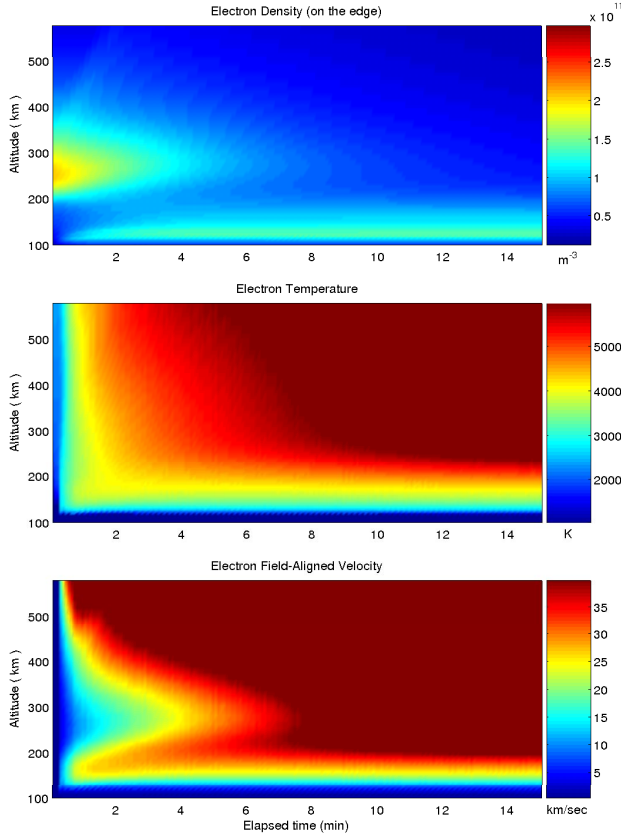 Electron Density (on the edge)
x 10¹¹
500
400
300
200
100
Altitude ( km )
2 4 6 8 10 12 14
2.5
2
1.5
1
0.5
m⁻³
Electron Temperature
500
400
300
200
100
Altitude ( km )
2 4 6 8 10 12 14
5000
4000
3000
2000
K
Electron Field-Aligned Velocity
500
400
300
200
100
Altitude ( km )
2 4 6 8 10 12 14
Elapsed time (min)
35
30
25
20
15
10
5
km/sec